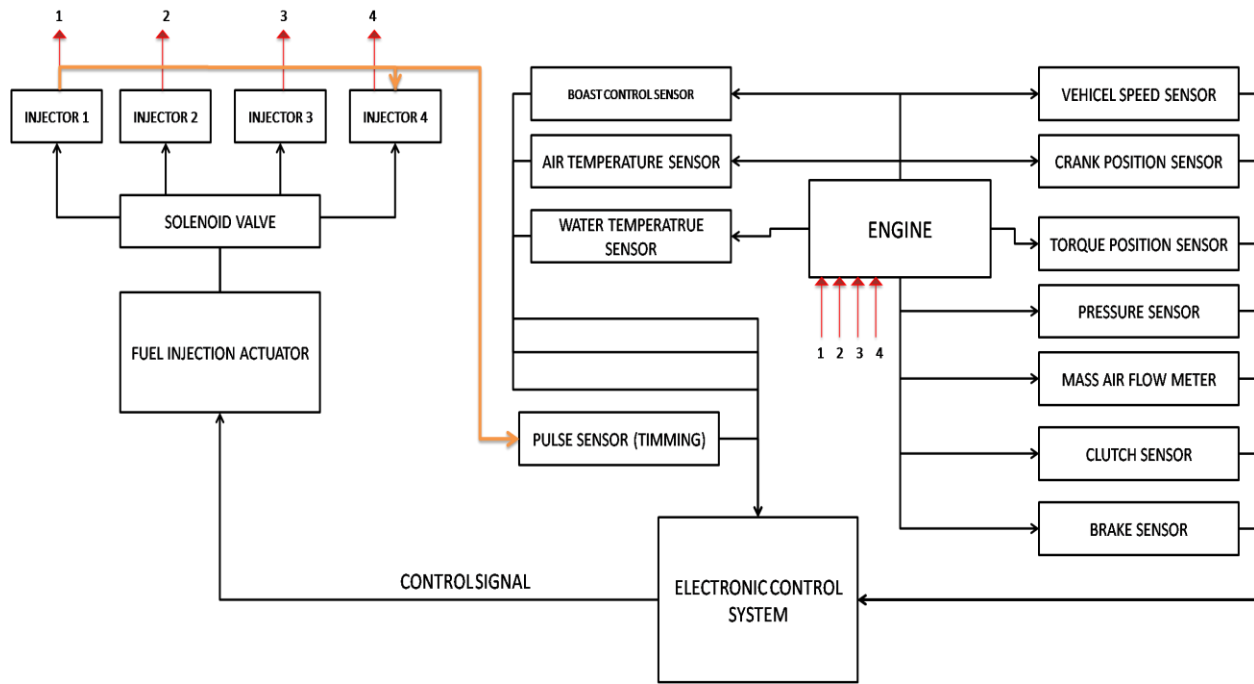 1
2
3
4
INJECTOR 1
INJECTOR 2
INJECTOR 3
INJECTOR 4
SOLENOID VALVE
FUEL INJECTION ACTUATOR
BOAST CONTROL SENSOR
AIR TEMPERATURE SENSOR
WATER TEMPERATRUE
SENSOR
ENGINE
1
2
3
4
PULSE SENSOR (TIMMING)
VEHICEL SPEED SENSOR
CRANK POSITION SENSOR
TORQUE POSITION SENSOR
PRESSURE SENSOR
MASS AIR FLOW METER
CLUTCH SENSOR
BRAKE SENSOR
CONTROL SIGNAL
ELECTRONIC CONTROL
SYSTEM